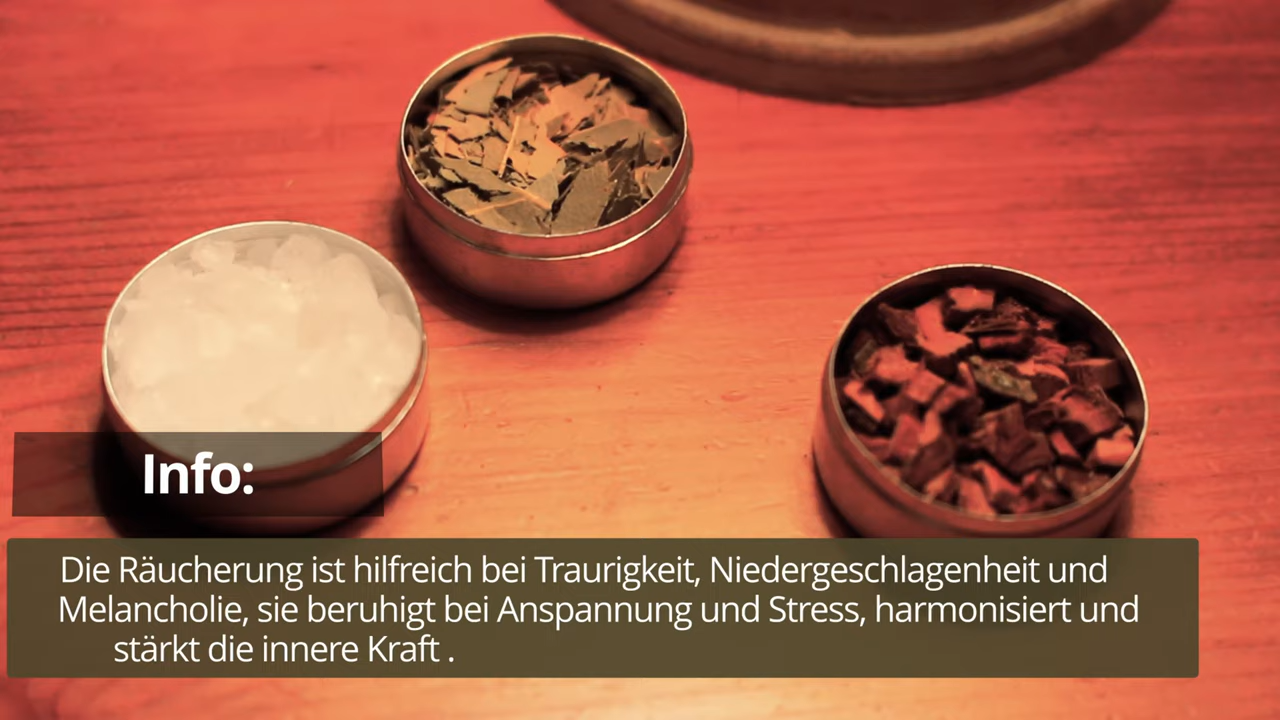 Info:
Die Räucherung ist hilfreich bei Traurigkeit, Niedergeschlagenheit und
Melancholie, sie beruhigt bei Anspannung und Stress, harmonisiert und
stärkt die innere Kraft .